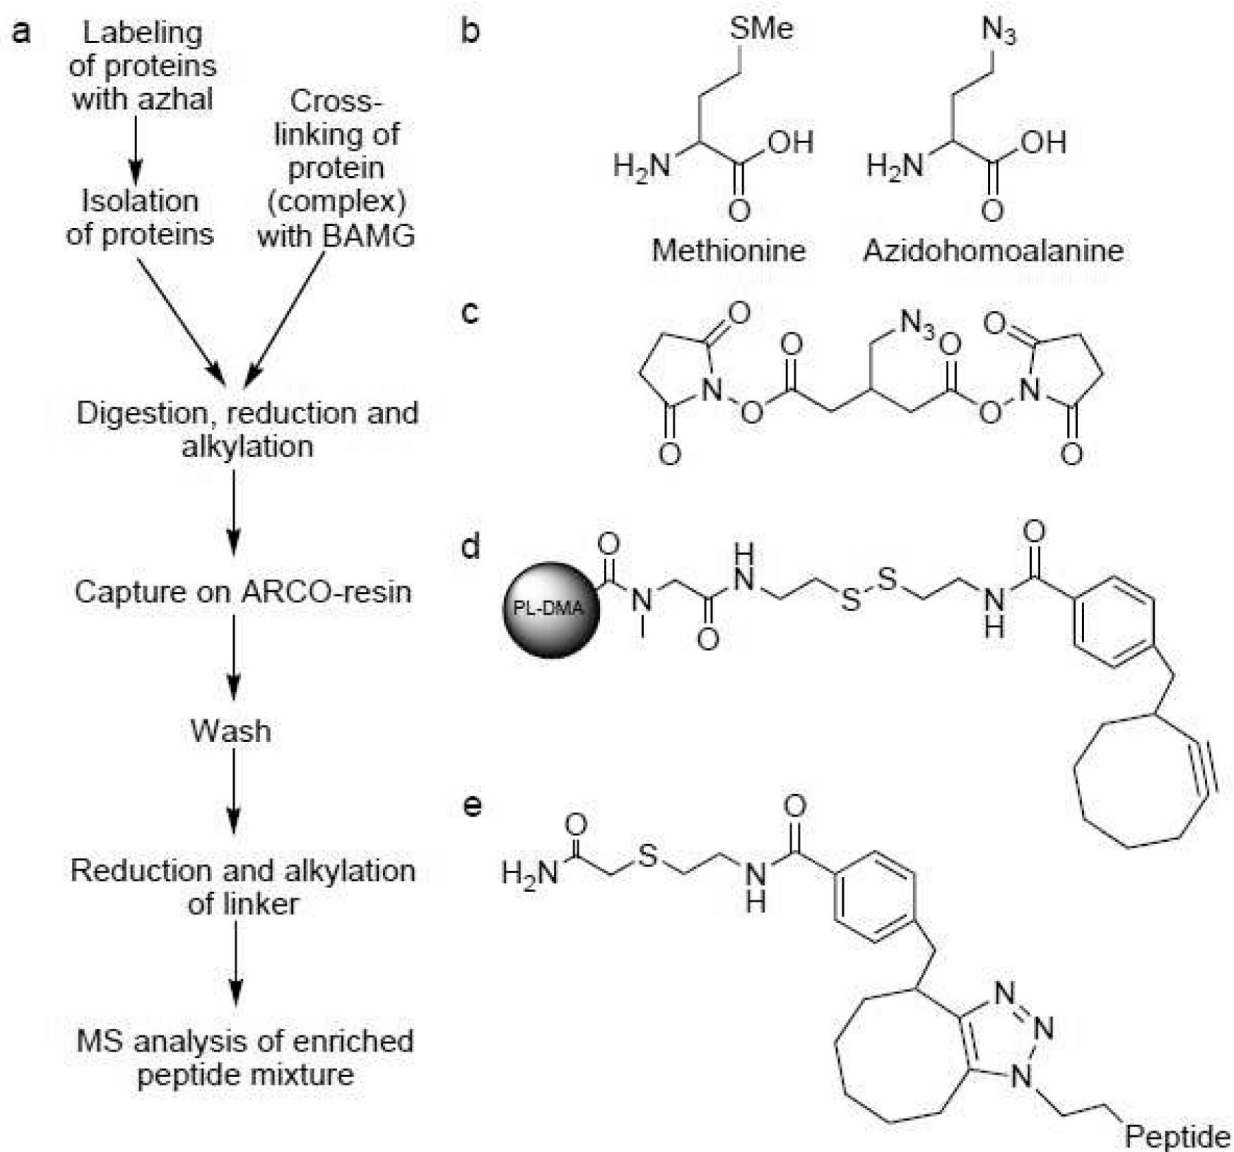 a
Labeling
of proteins
with azhal
Isolation
of proteins
Cross-
linking of
protein
(complex)
with BAMG
Digestion, reduction and
alkylation
Capture on ARCO-resin
Wash
Reduction and alkylation
of linker
MS analysis of enriched
peptide mixture
b
SMe
H₂N
OH
O
Methionine
N₃
H₂N
OH
O
Azidohomoalanine
c
O
N
O
O
O
N₃
O
O
O
N
O
d
PL-DMA
O
N
O
H
N
S
S
N
H
O
e
H₂N
O
S
N
H
O
N
N
N
Peptide